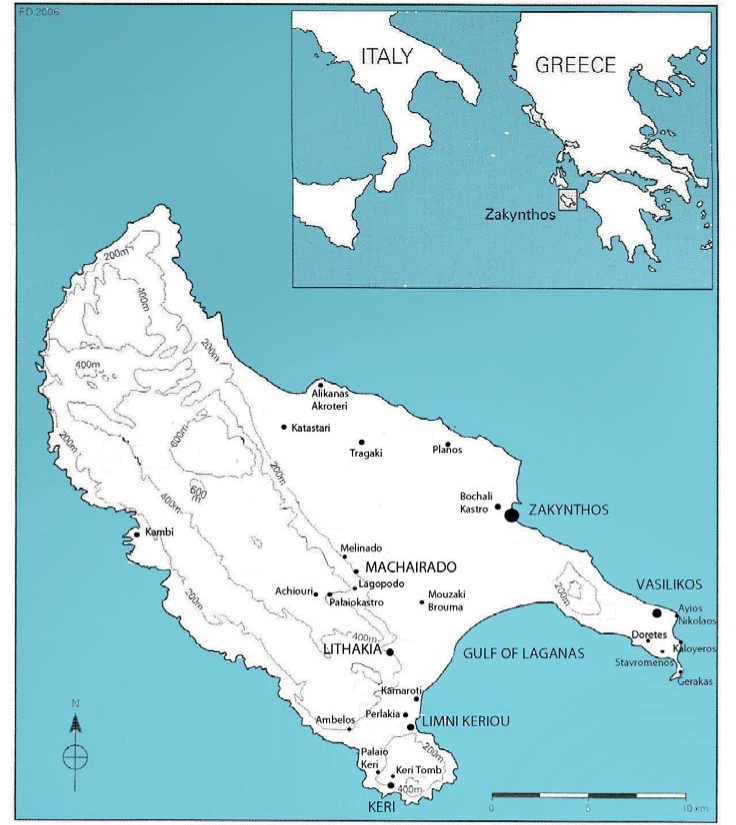 F.D.2006
ITALY
GREECE
Zakynthos
200m
400m
200m
400m
Alikanas
Akroteri
Katastari
200m
600m
Tragaki
Planos
200m
600
m
400m
Bochali
Kastro
ZAKYNTHOS
Kambi
Melinado
MACHAIRADO
Lagopodo
Achiouri
Palaiokastro
Mouzaki
Brouma
200m
200m
VASILIKOS
Ayios
Nikolaos
Doretes
Kaloyeros
Stavromenos
Gerakas
400m
LITHAKIA
GULF OF LAGANAS
Kamaroti
Perlakia
LIMNI KERIOU
Ambelos
N
Palaio
Keri
200m
Keri Tomb
400m
KERI
0
5
10 km